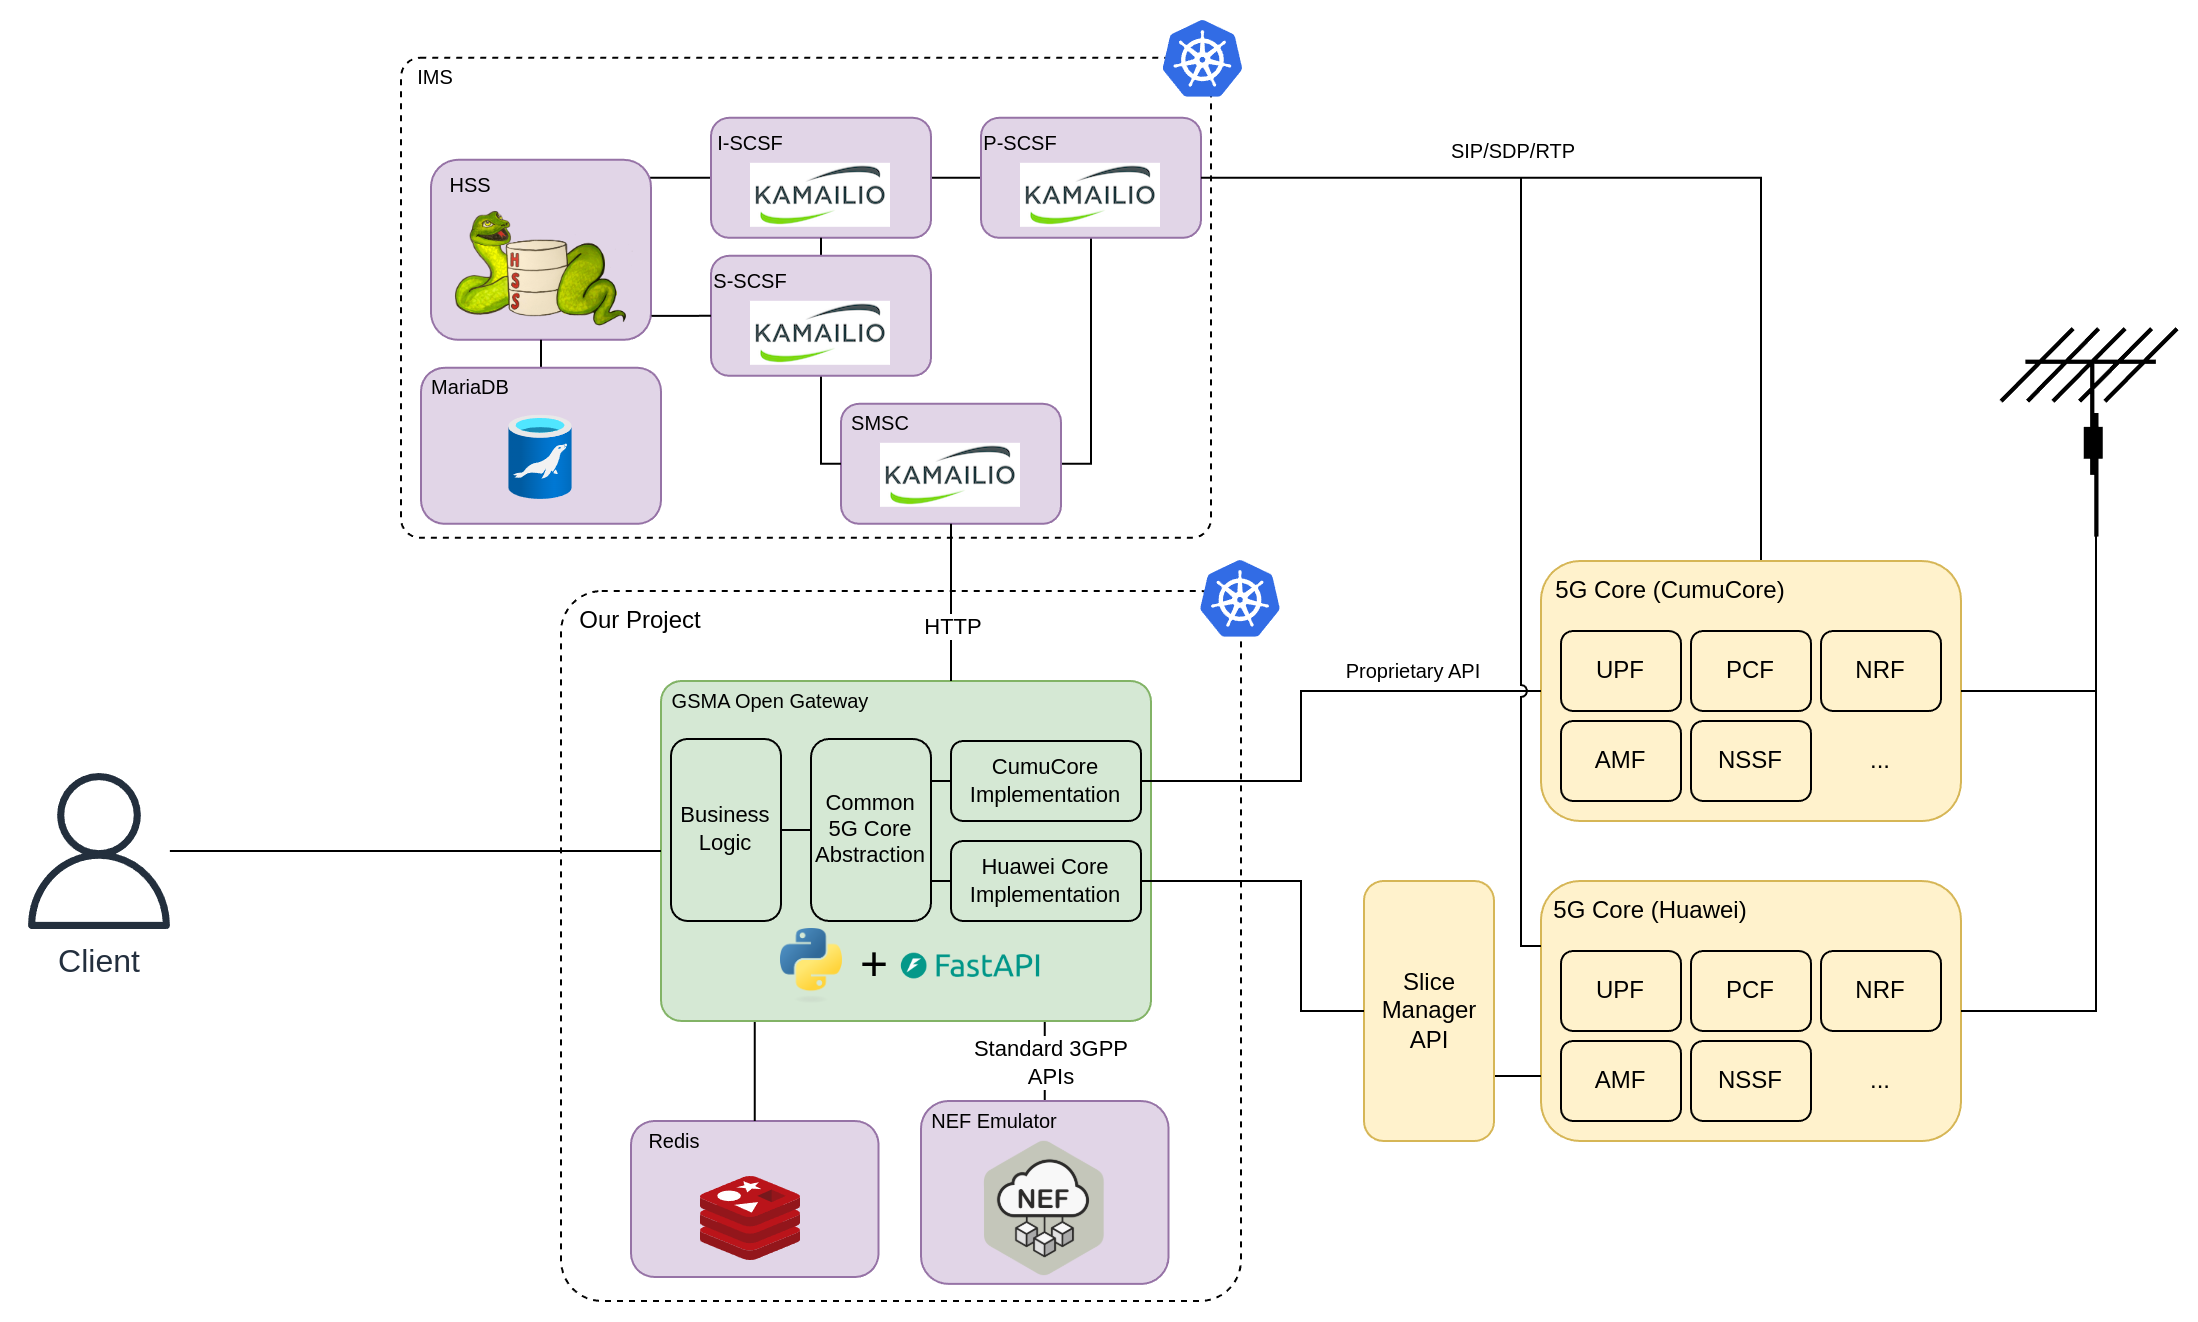 IMS
I-SCSF
KAMAILIO
P-SCSF
KAMAILIO
SIP/SDP/RTP
HSS
H
S
S
S-SCSF
KAMAILIO
MariaDB
SMSC
KAMAILIO
HTTP
Our Project
GSMA Open Gateway
Business
Logic
Common
5G Core
Abstraction
CumuCore
Implementation
Huawei Core
Implementation
+
FastAPI
Standard 3GPP
APIs
Redis
NEF Emulator
NEF
Client
Proprietary API
5G Core (CumuCore)
UPF
PCF
NRF
AMF
NSSF
...
Slice
Manager
API
5G Core (Huawei)
UPF
PCF
NRF
AMF
NSSF
...